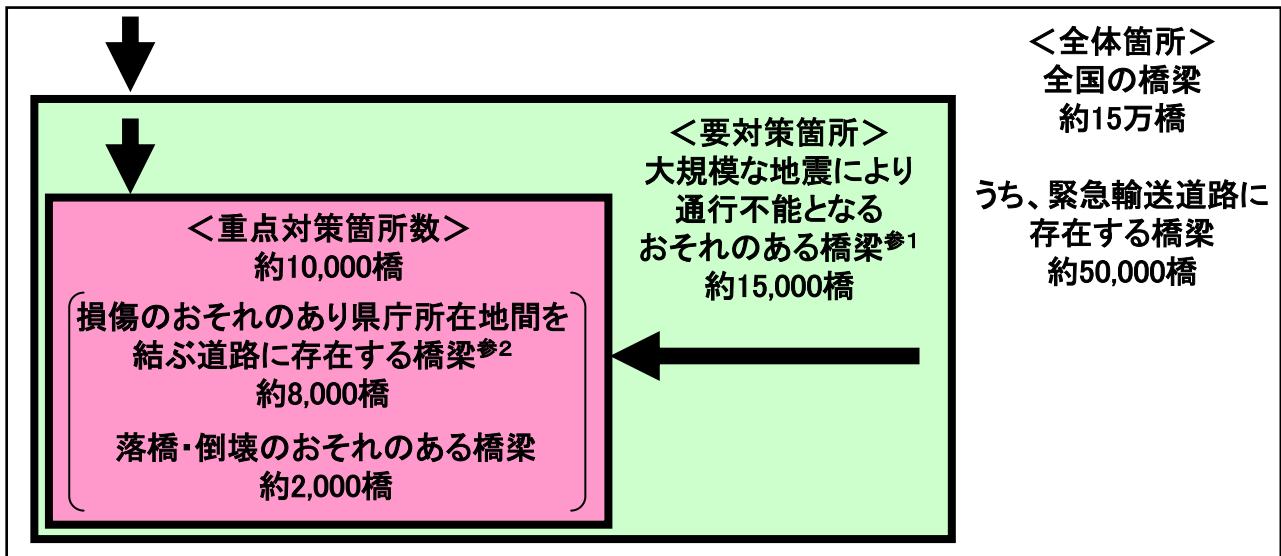 ＜全体箇所＞
全国の橋梁
約15万橋
うち、緊急輸送道路に
存在する橋梁
約50,000橋
＜要対策箇所＞
大規模な地震により
通行不能となる
おそれのある橋梁参1
約15,000橋
＜重点対策箇所数＞
約10,000橋
損傷のおそれのあり県庁所在地間を
結ぶ道路に存在する橋梁参2
約8,000橋
落橋・倒壊のおそれのある橋梁
約2,000橋